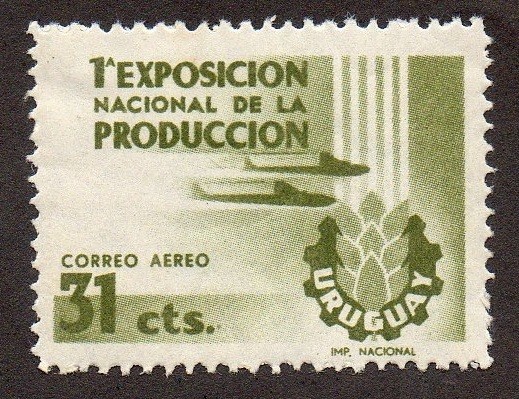 1ᴬ EXPOSICION
NACIONAL DE LA
PRODUCCION
CORREO AEREO
31 cts.
URUGUAY
IMP. NACIONAL